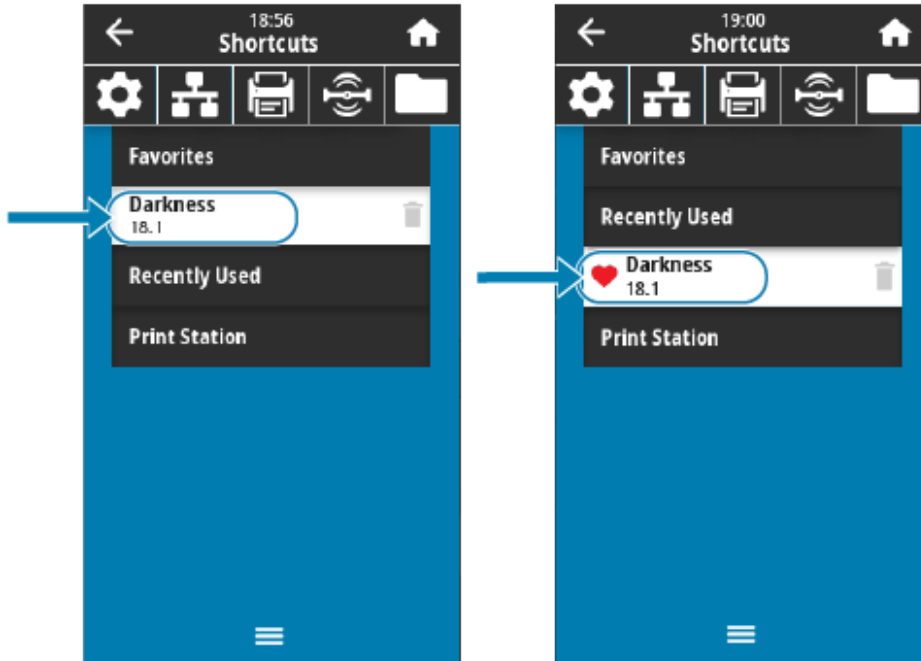 18:56
Shortcuts
Favorites
Darkness
18.1
Recently Used
Print Station
19:00
Shortcuts
Favorites
Recently Used
Darkness
18.1
Print Station